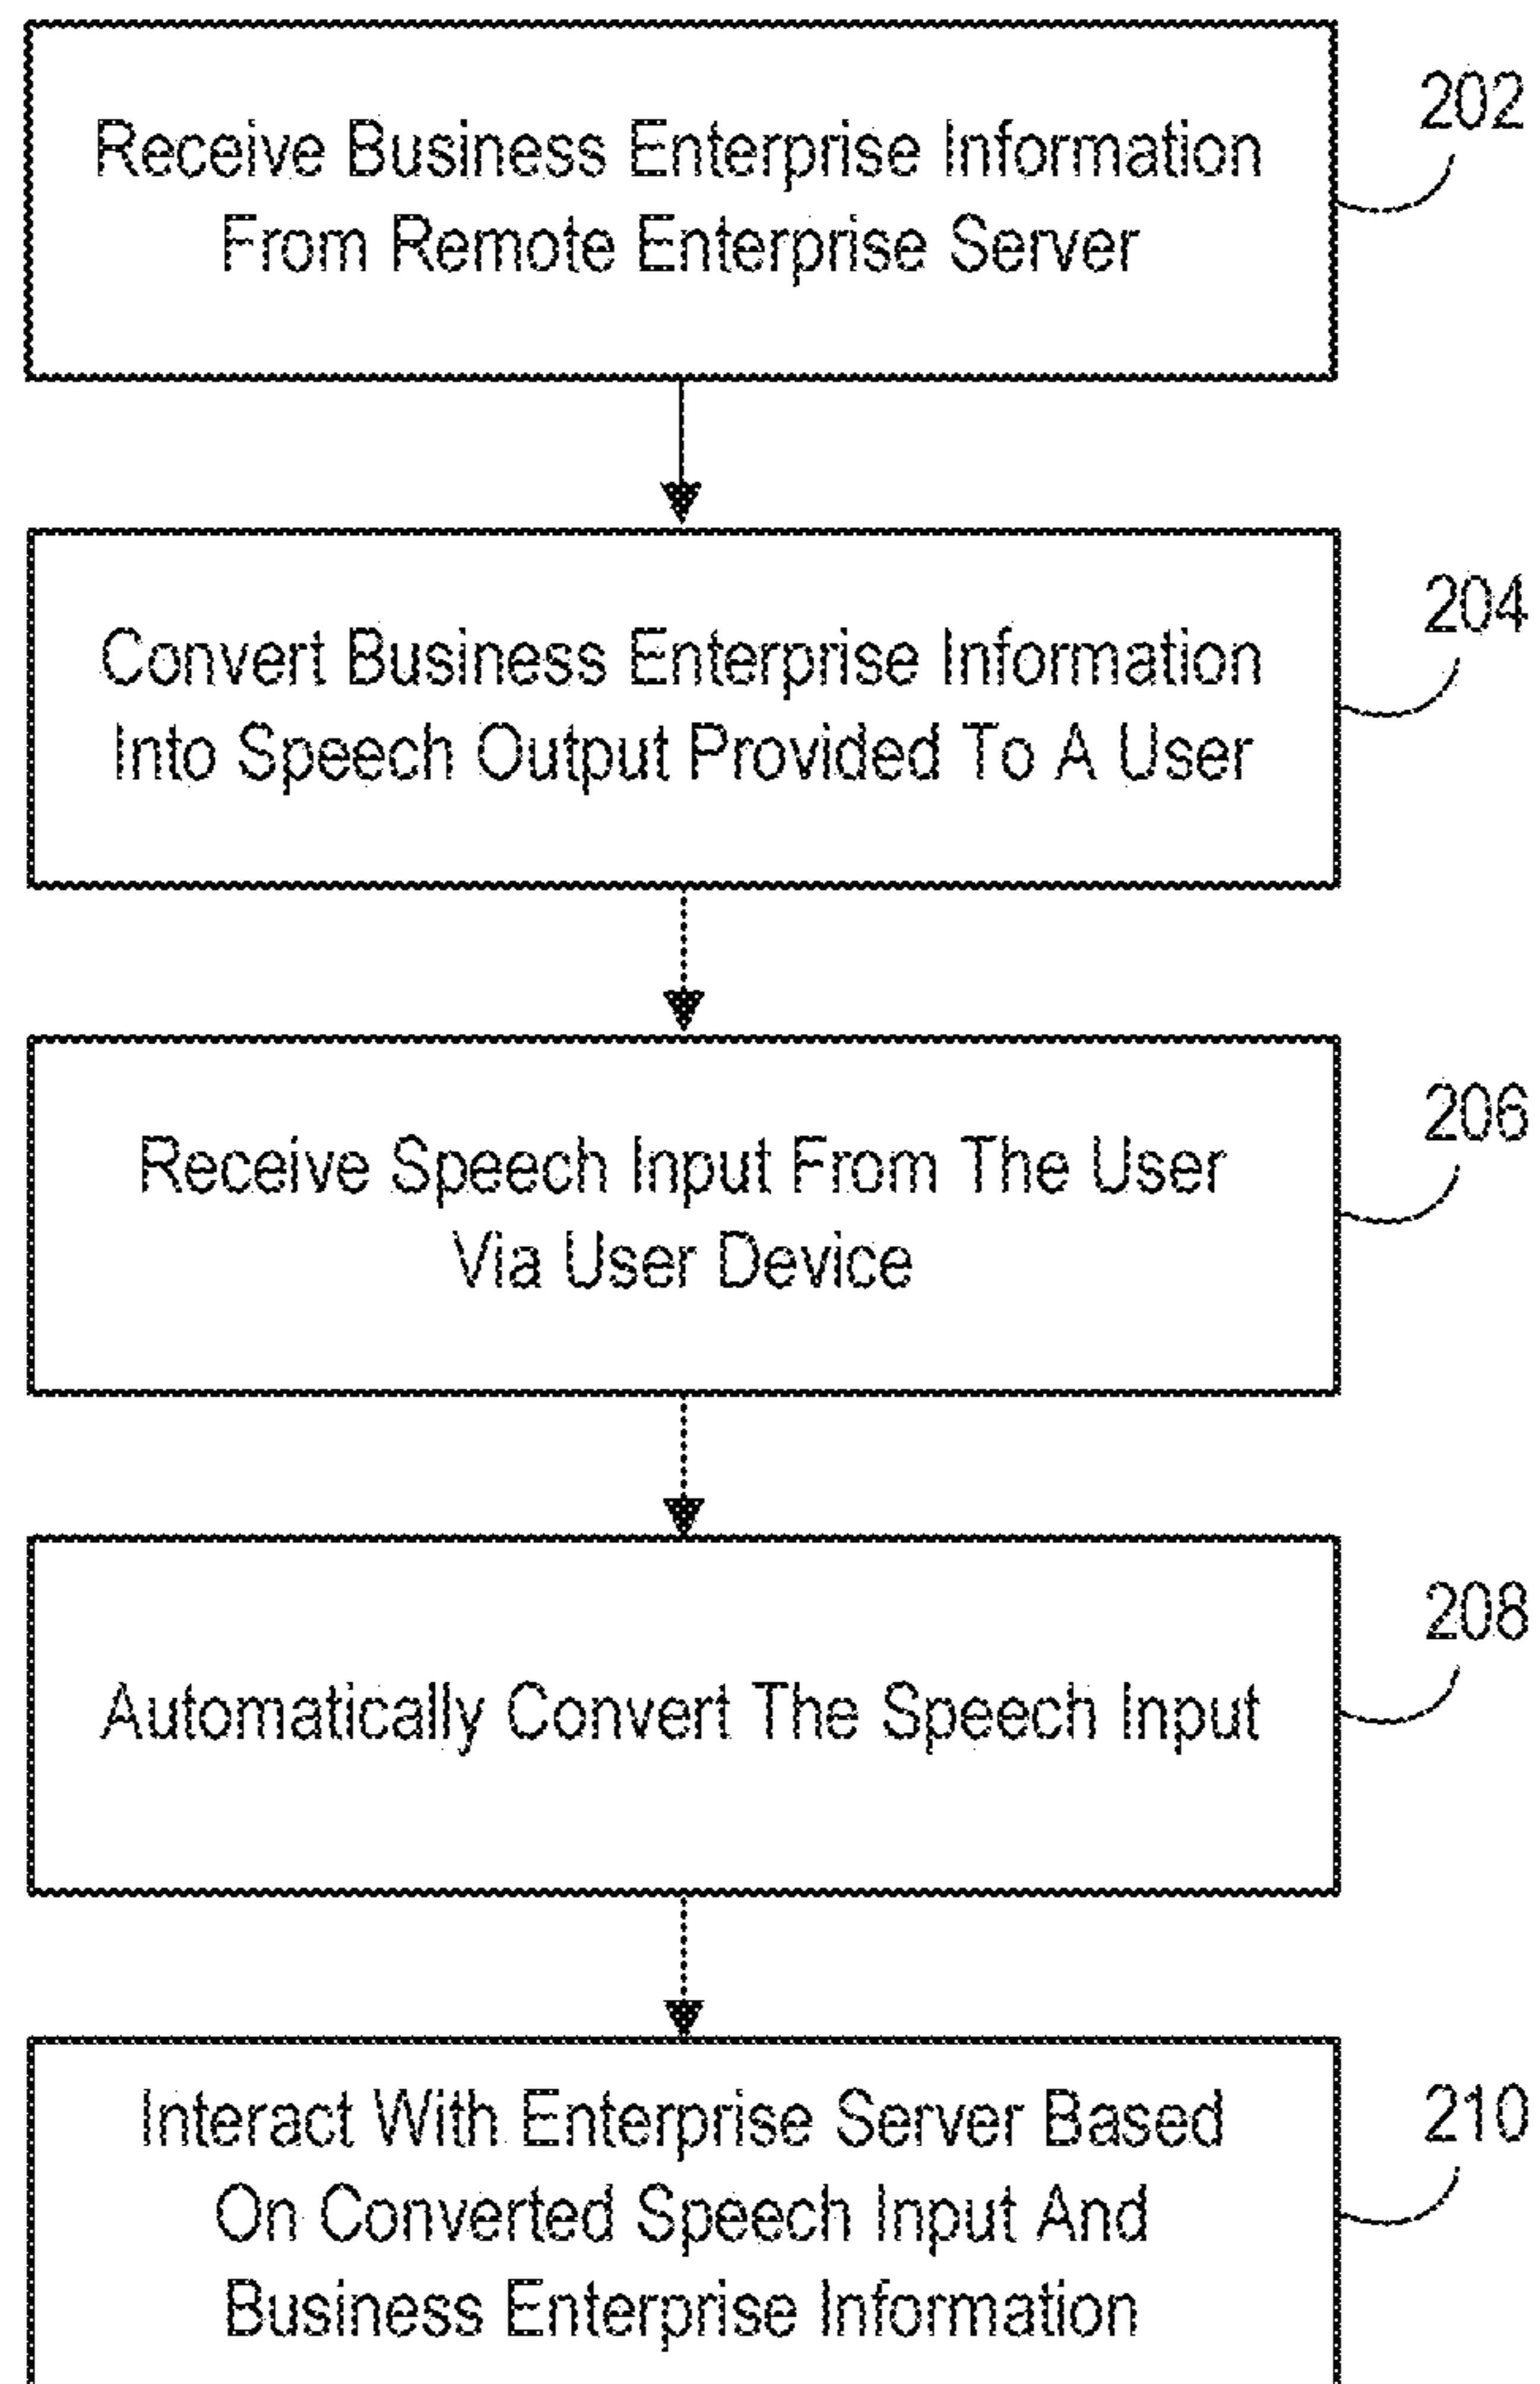 Receive Business Enterprise Information
From Remote Enterprise Server
202
Convert Business Enterprise Information
Into Speech Output Provided To A User
204
Receive Speech Input From The User
Via User Device
206
Automatically Convert The Speech Input
208
Interact With Enterprise Server Based
On Converted Speech Input And
Business Enterprise Information
210